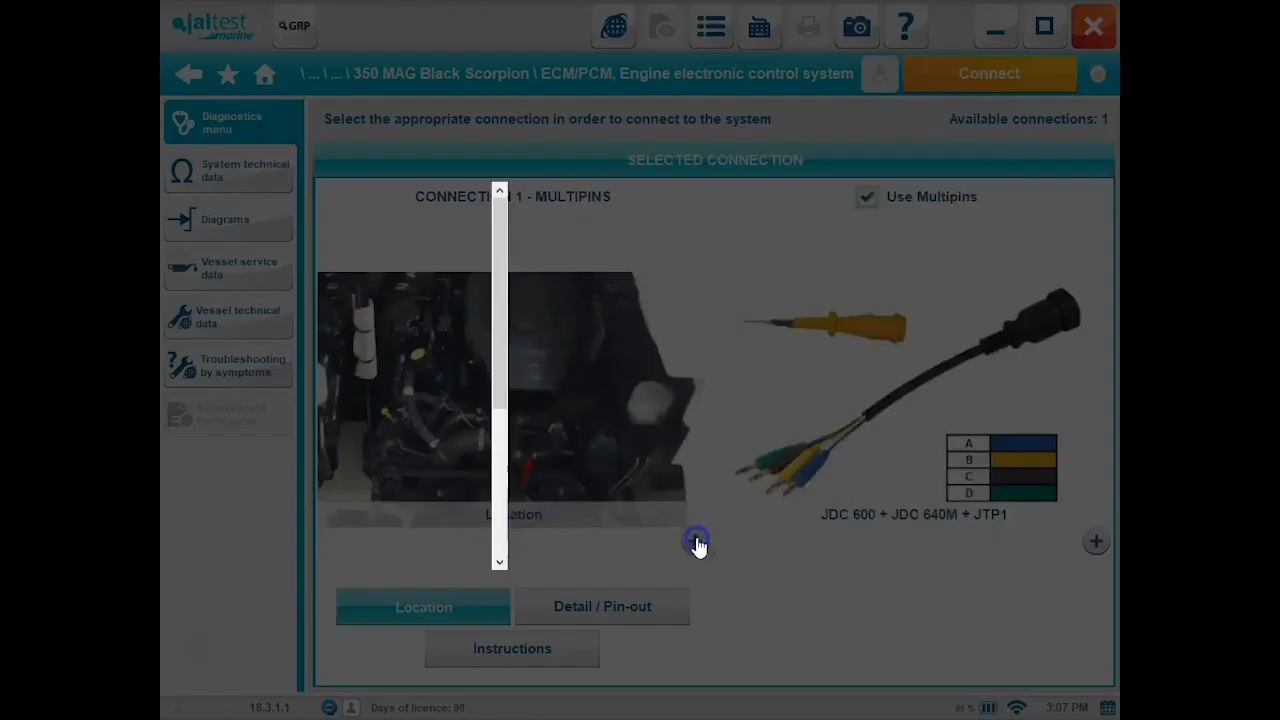 jaltest
marine
GRP
\ ... \ ... \ 350 MAG Black Scorpion \ ECM/PCM, Engine electronic control system
Connect
Diagnostics
menu
System technical
data
Diagrams
Vessel service
data
Vessel technical
data
Troubleshooting
by symptoms
Select the appropriate connection in order to connect to the system
Available connections: 1
SELECTED CONNECTION
CONNECTI 1 - MULTIPINS
Use Multipins
A
B
C
D
L ation
JDC 600 + JDC 640M + JTP1
Location
Detail / Pin-out
Instructions
18.3.1.1
Days of licence: 98
89 %
3:07 PM